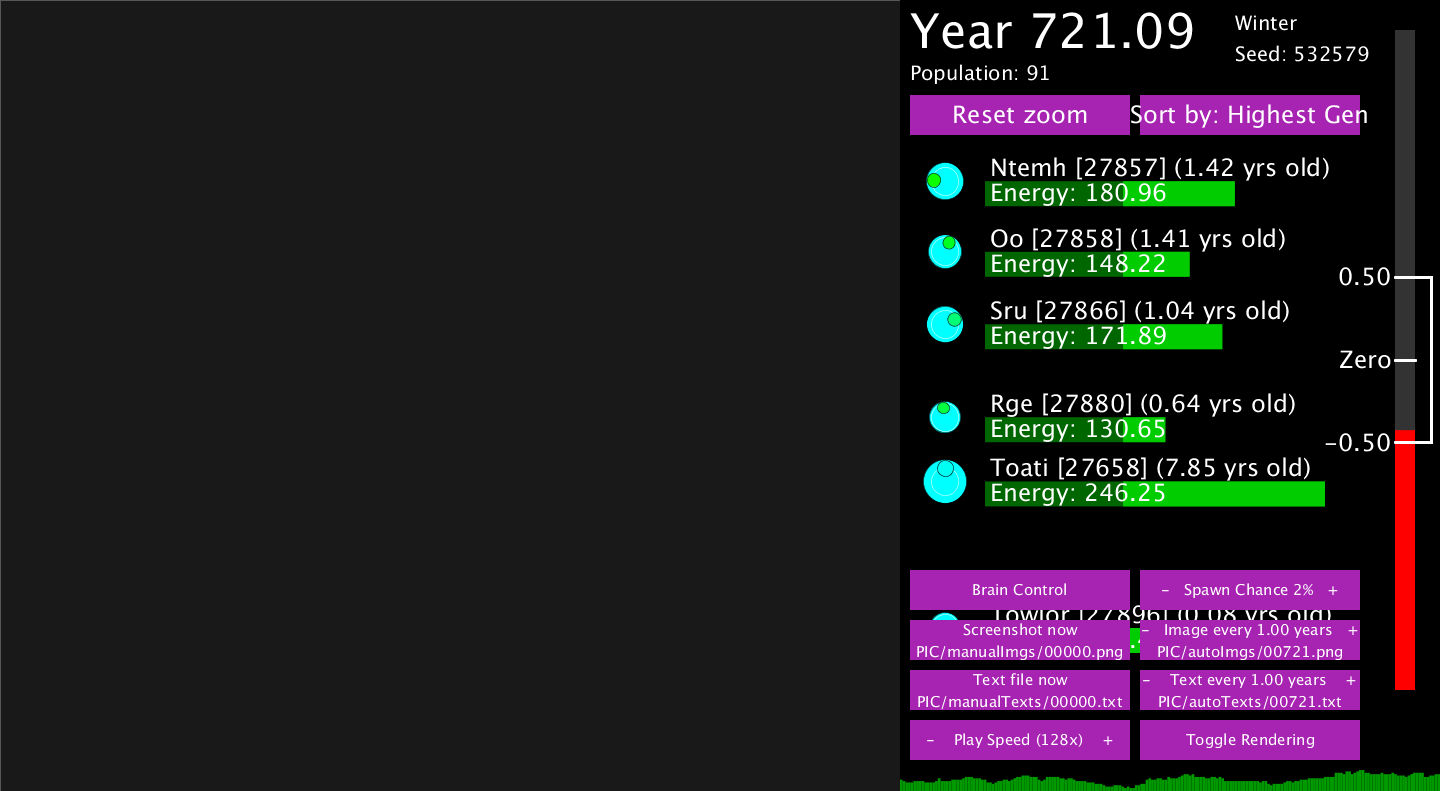 Year 721.09
Winter
Seed: 532579
Population: 91
Reset zoom
Sort by: Highest Gen
Ntemh [27857] (1.42 yrs old)
Energy: 180.96
Oo [27858] (1.41 yrs old)
Energy: 148.22
0.50
Sru [27866] (1.04 yrs old)
Energy: 171.89
Zero
Rge [27880] (0.64 yrs old)
Energy: 130.65
-0.50
Toati [27658] (7.85 yrs old)
Energy: 246.25
Brain Control
- Spawn Chance 2% +
[27896] (0.08 yrs old)
Screenshot now
PIC/manualImgs/00000.png
- Image every 1.00 years +
PIC/autoImgs/00721.png
Text file now
PIC/manualTexts/00000.txt
- Text every 1.00 years +
PIC/autoTexts/00721.txt
- Play Speed (128x) +
Toggle Rendering